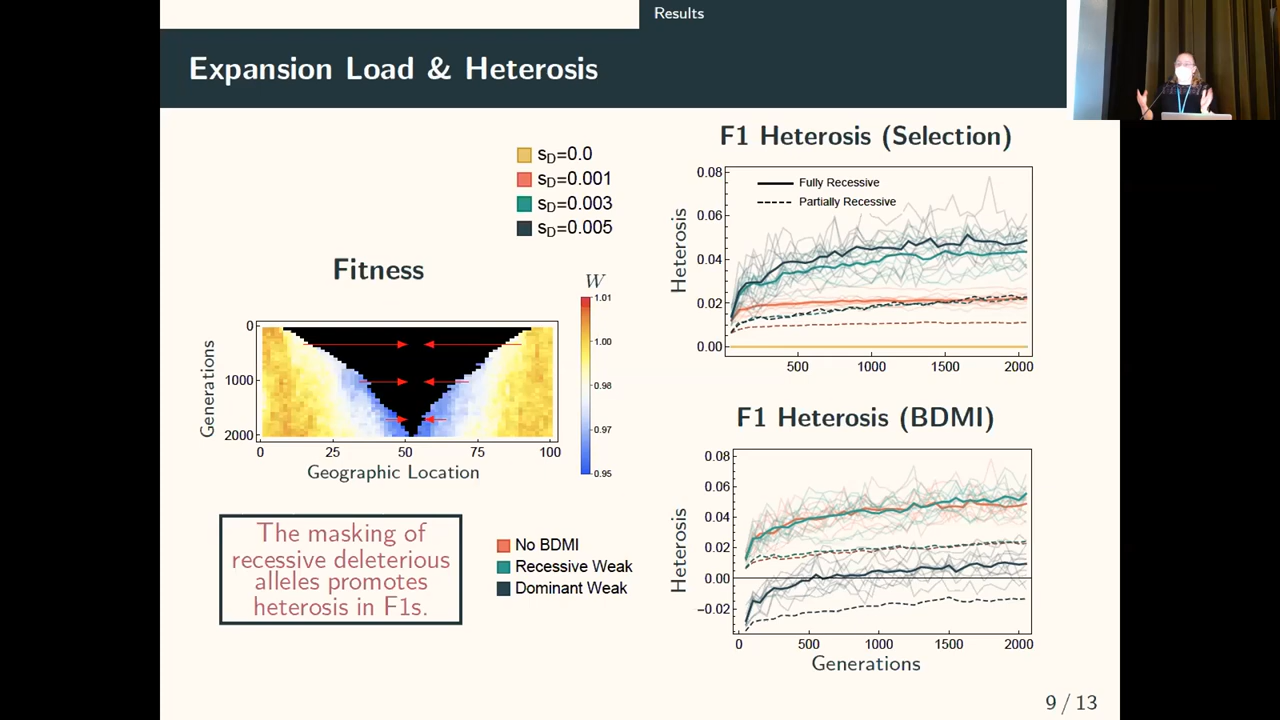 Results
Expansion Load & Heterosis
s_D=0.0
s_D=0.001
s_D=0.003
s_D=0.005
Fitness
W
1.01
1.00
0.98
0.97
0.95
Generations
0
1000
2000
0
25
50
75
100
Geographic Location
The masking of
recessive deleterious
alleles promotes
heterosis in F1s.
F1 Heterosis (Selection)
Heterosis
0.08
0.06
0.04
0.02
0.00
Fully Recessive
Partially Recessive
500
1000
1500
2000
No BDMI
Recessive Weak
Dominant Weak
F1 Heterosis (BDMI)
Heterosis
0.08
0.06
0.04
0.02
0.00
−0.02
0
500
1000
1500
2000
Generations
9 / 13